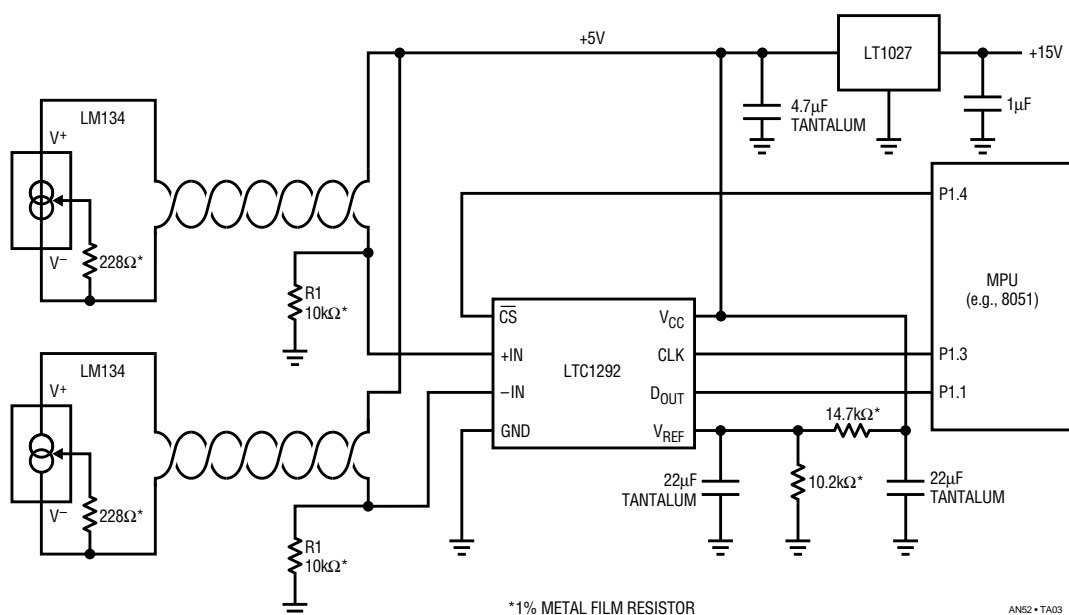 +5V
LT1027
+15V
LM134
V+
4.7µF
TANTALUM
1µF
P1.4
V–
228Ω*
MPU
(e.g., 8051)
R1
10kΩ*
CS
VCC
+IN
CLK
P1.3
LTC1292
LM134
–IN
DOUT
P1.1
V+
14.7kΩ*
GND
VREF
22µF
TANTALUM
10.2kΩ*
22µF
TANTALUM
V–
228Ω*
R1
10kΩ*
*1% METAL FILM RESISTOR
AN52 • TA03